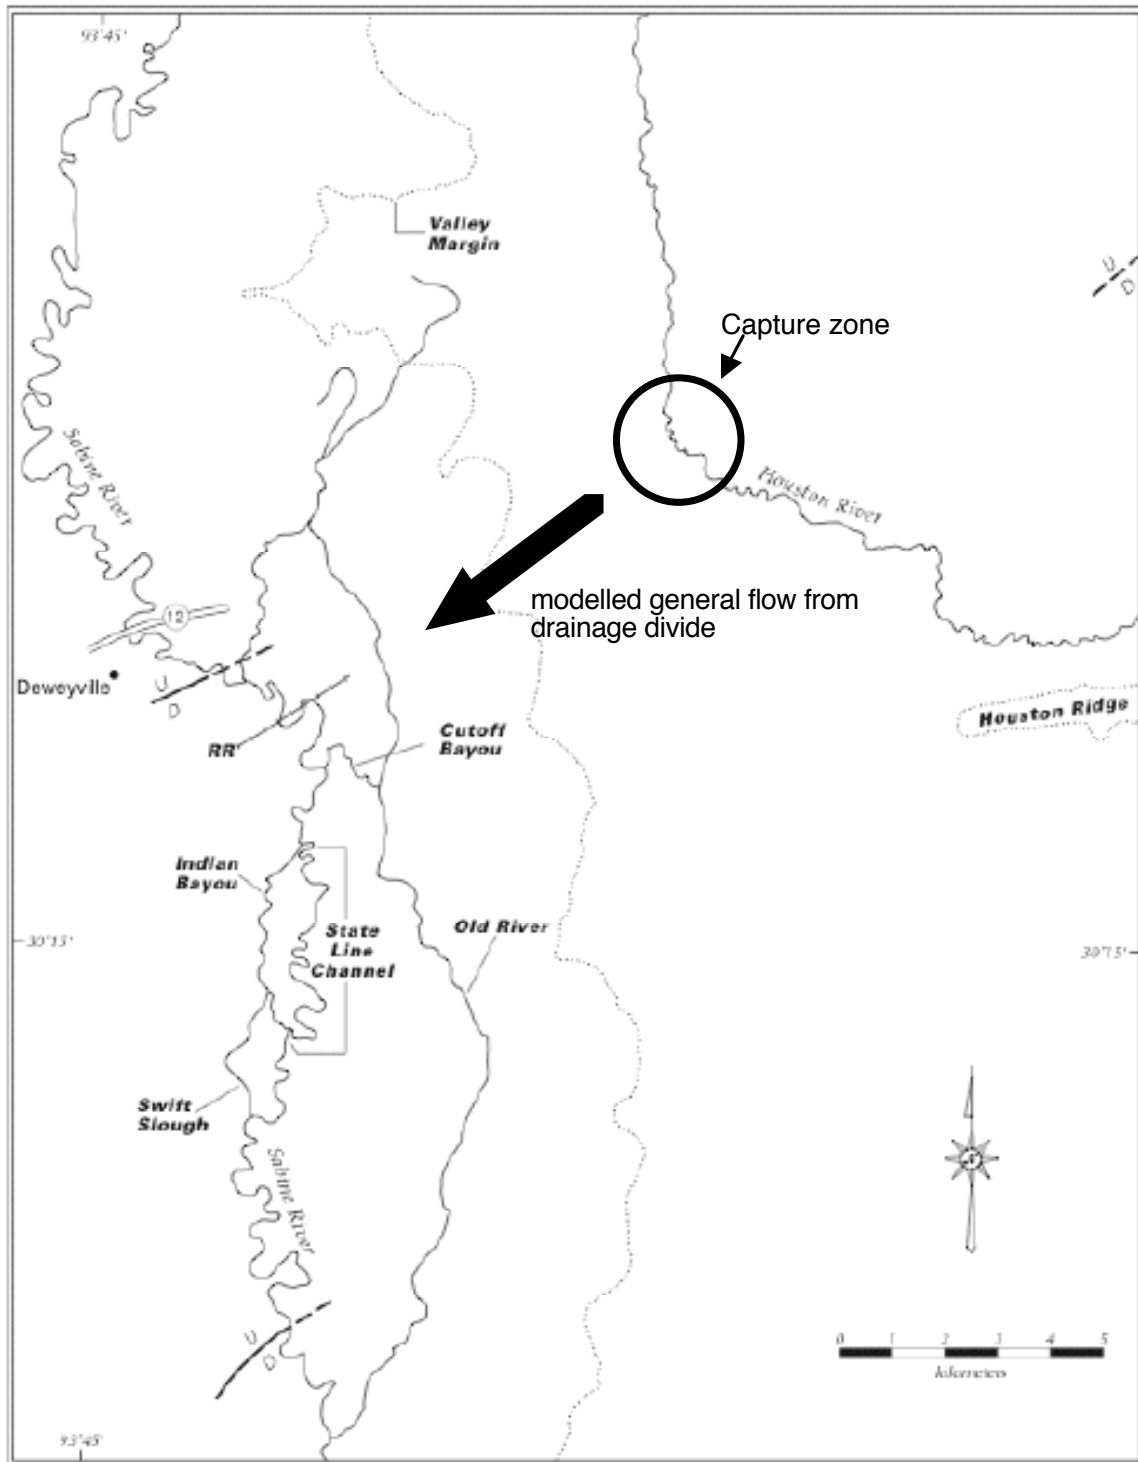 93°45'
Valley
Margin
U
D
Capture zone
Sabine River
Houston River
12
modelled general flow from
drainage divide
Deweyville
U
D
RR
Cutoff
Bayou
Houston Ridge
Indian
Bayou
State
Line
Channel
Old River
30°15'
30°15'
Swift
Slough
Sabine River
N
U
D
0 1 2 3 4 5
kilometers
93°45'